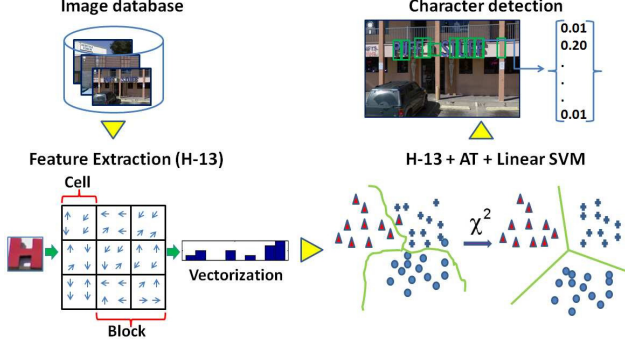 Image database
Character detection
0.01
0.20
.
.
.
0.01
Feature Extraction (H-13)
H-13 + AT + Linear SVM
Cell
H
χ²
Vectorization
Block